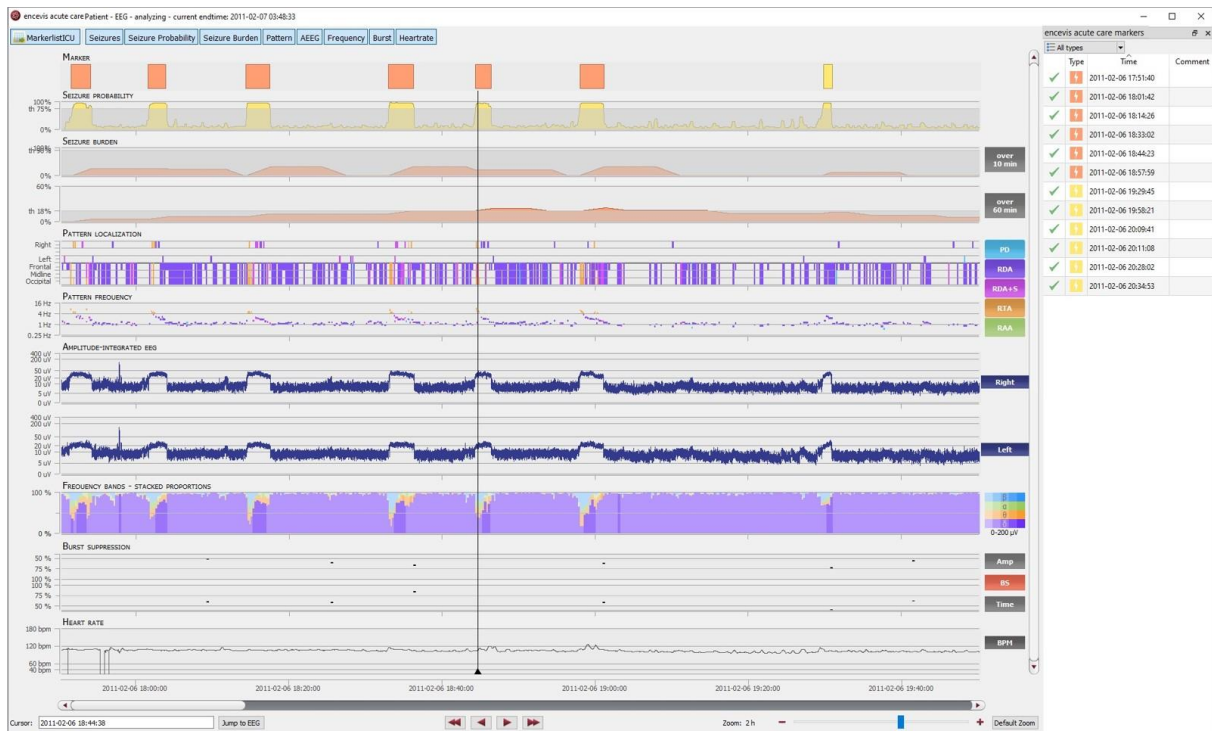 encevis acute care Patient - EEG - analyzing - current endtime: 2011-02-07 03:48:33
MarkerlistICU Seizures Seizure Probability Seizure Burden Pattern AEEG Frequency Burst Heartrate
MARKER
SEIZURE PROBABILITY
100%
th 75%
0%
SEIZURE BURDEN
0%
over
10 min
60%
th 18%
0%
over
60 min
PATTERN LOCALIZATION
Right
Left
Frontal
Midline
Occipital
PD
RDA
RDA+S
RTA
RAA
PATTERN FREQUENCY
16 Hz
4 Hz
1 Hz
0.25 Hz
AMPLITUDE-INTEGRATED EEG
400 uV
200 uV
50 uV
20 uV
10 uV
5 uV
0 uV
Right
400 uV
200 uV
50 uV
20 uV
10 uV
5 uV
0 uV
Left
FREQUENCY BANDS - STACKED PROPORTIONS
100 %
0 %
0-200 µV
BURST SUPPRESSION
50 %
75 %
100 %
100 %
75 %
50 %
Amp
BS
Time
HEART RATE
180 bpm
120 bpm
60 bpm
40 bpm
BPM
2011-02-06 18:00:00 2011-02-06 18:20:00 2011-02-06 18:40:00 2011-02-06 19:00:00 2011-02-06 19:20:00 2011-02-06 19:40:00
Cursor: 2011-02-06 18:44:38 Jump to EEG Zoom: 2 h Default Zoom
encevis acute care markers
All types
Type Time Comment
2011-02-06 17:51:40
2011-02-06 18:01:42
2011-02-06 18:14:26
2011-02-06 18:33:02
2011-02-06 18:44:23
2011-02-06 18:57:59
2011-02-06 19:29:45
2011-02-06 19:58:21
2011-02-06 20:09:41
2011-02-06 20:11:08
2011-02-06 20:28:02
2011-02-06 20:34:53